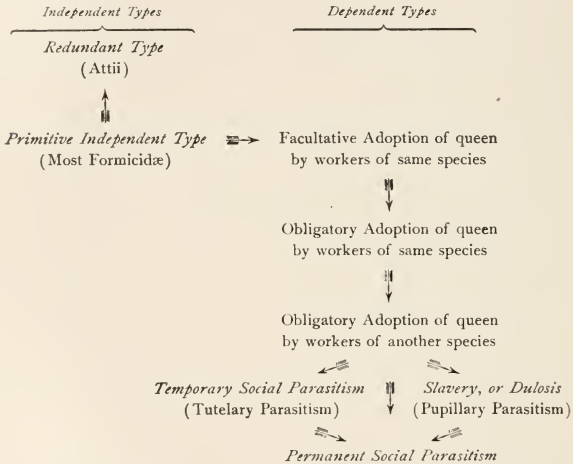 Independent Types
Dependent Types
Redundant Type
(Attii)
Primitive Independent Type
(Most Formicidæ)
Facultative Adoption of queen
by workers of same species
Obligatory Adoption of queen
by workers of same species
Obligatory Adoption of queen
by workers of another species
Temporary Social Parasitism
(Tutelary Parasitism)
Slavery, or Dulosis
(Pupillary Parasitism)
Permanent Social Parasitism